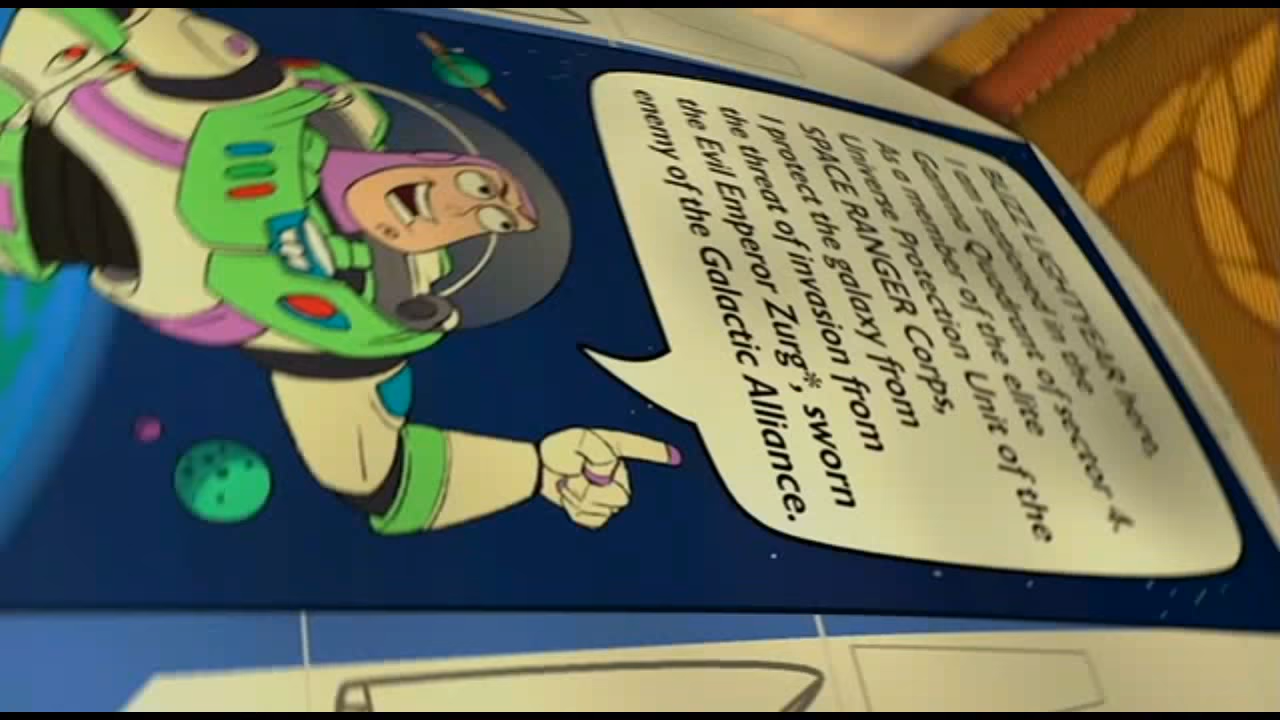 BUZZ LIGHTYEAR here.
I am stationed in the
Gamma Quadrant of sector 4.
As a member of the elite
Universe Protection Unit of the
SPACE RANGER Corps,
I protect the galaxy from
the threat of invasion from
the Evil Emperor Zurg*, sworn
enemy of the Galactic Alliance.